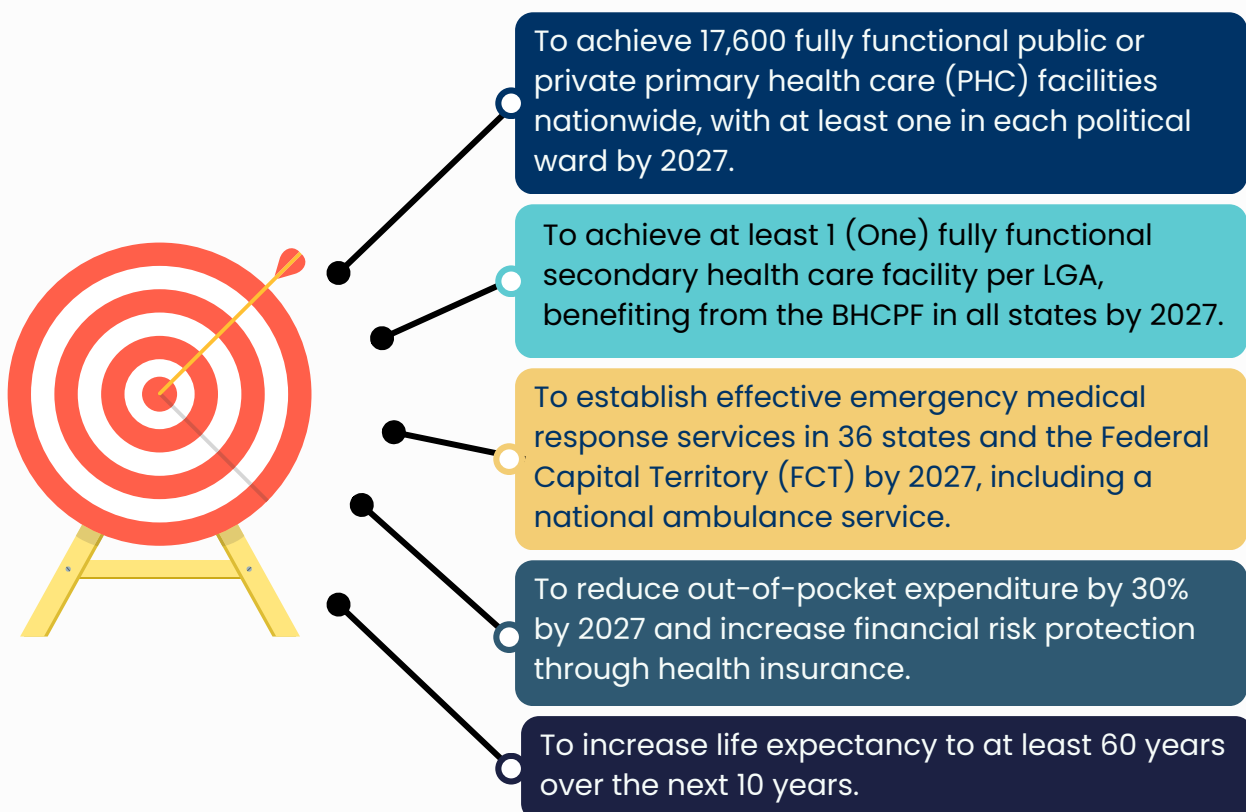 To achieve 17,600 fully functional public or
private primary health care (PHC) facilities
nationwide, with at least one in each political
ward by 2027.
To achieve at least 1 (One) fully functional
secondary health care facility per LGA,
benefiting from the BHCPF in all states by 2027.
To establish effective emergency medical
response services in 36 states and the Federal
Capital Territory (FCT) by 2027, including a
national ambulance service.
To reduce out-of-pocket expenditure by 30%
by 2027 and increase financial risk protection
through health insurance.
To increase life expectancy to at least 60 years
over the next 10 years.